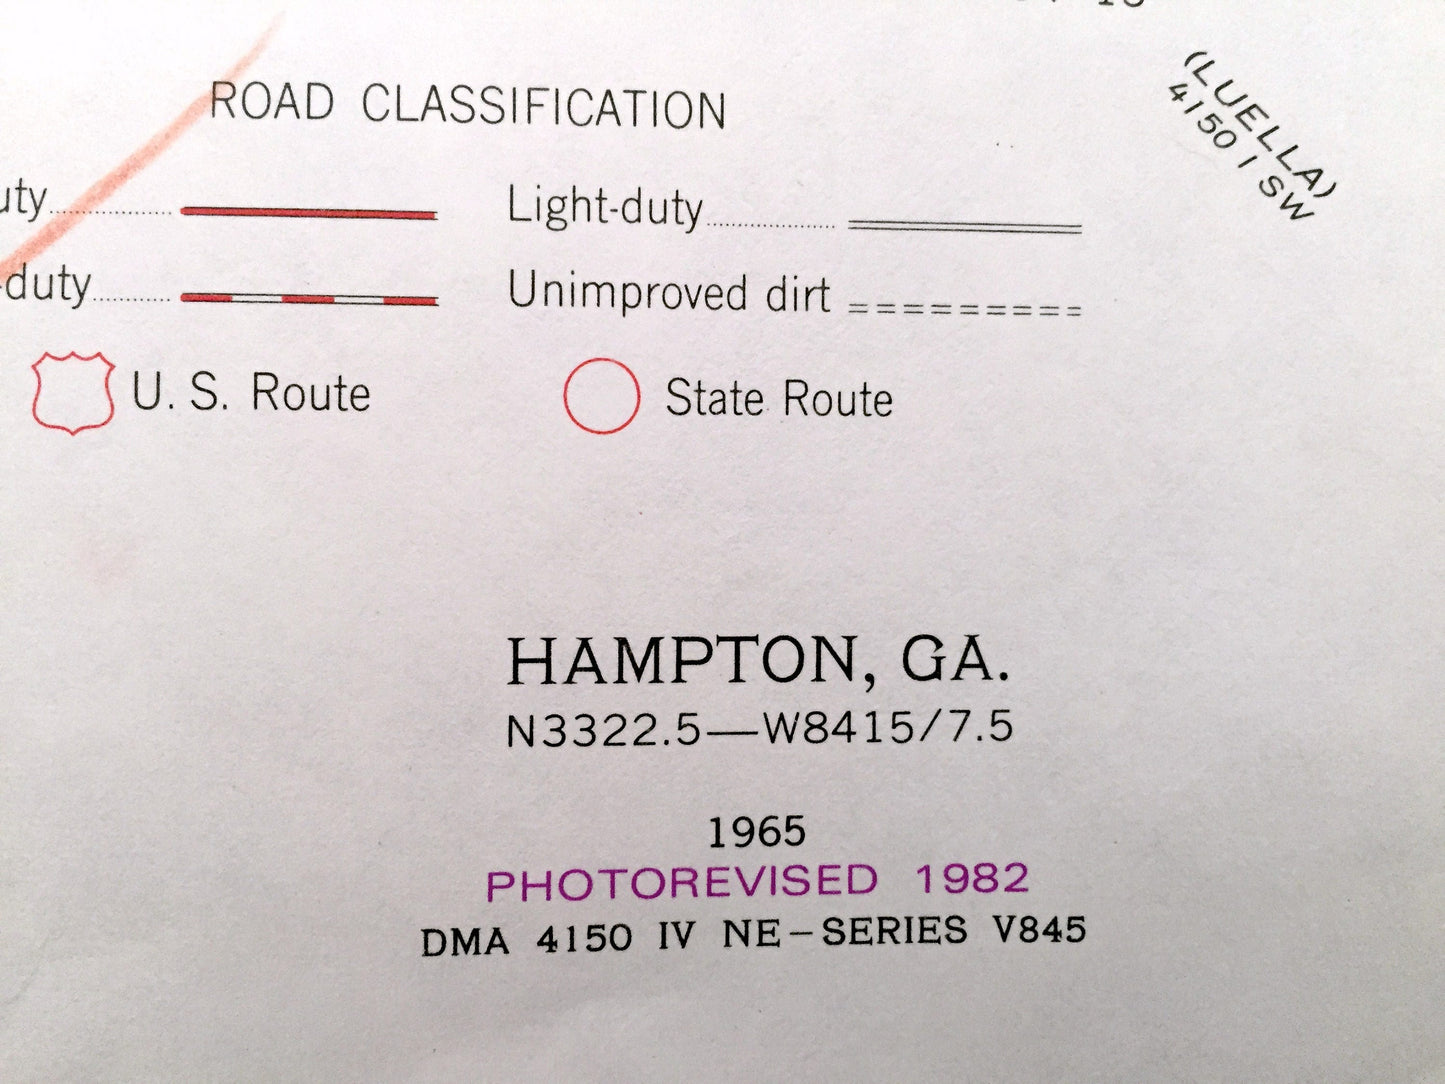 ROAD CLASSIFICATION
(LUELLA)
4150 I SW
duty Light-duty
-duty Unimproved dirt
U. S. Route State Route
HAMPTON, GA.
N3322.5—W8415/7.5
1965
PHOTOREVISED 1982
DMA 4150 IV NE–SERIES V845